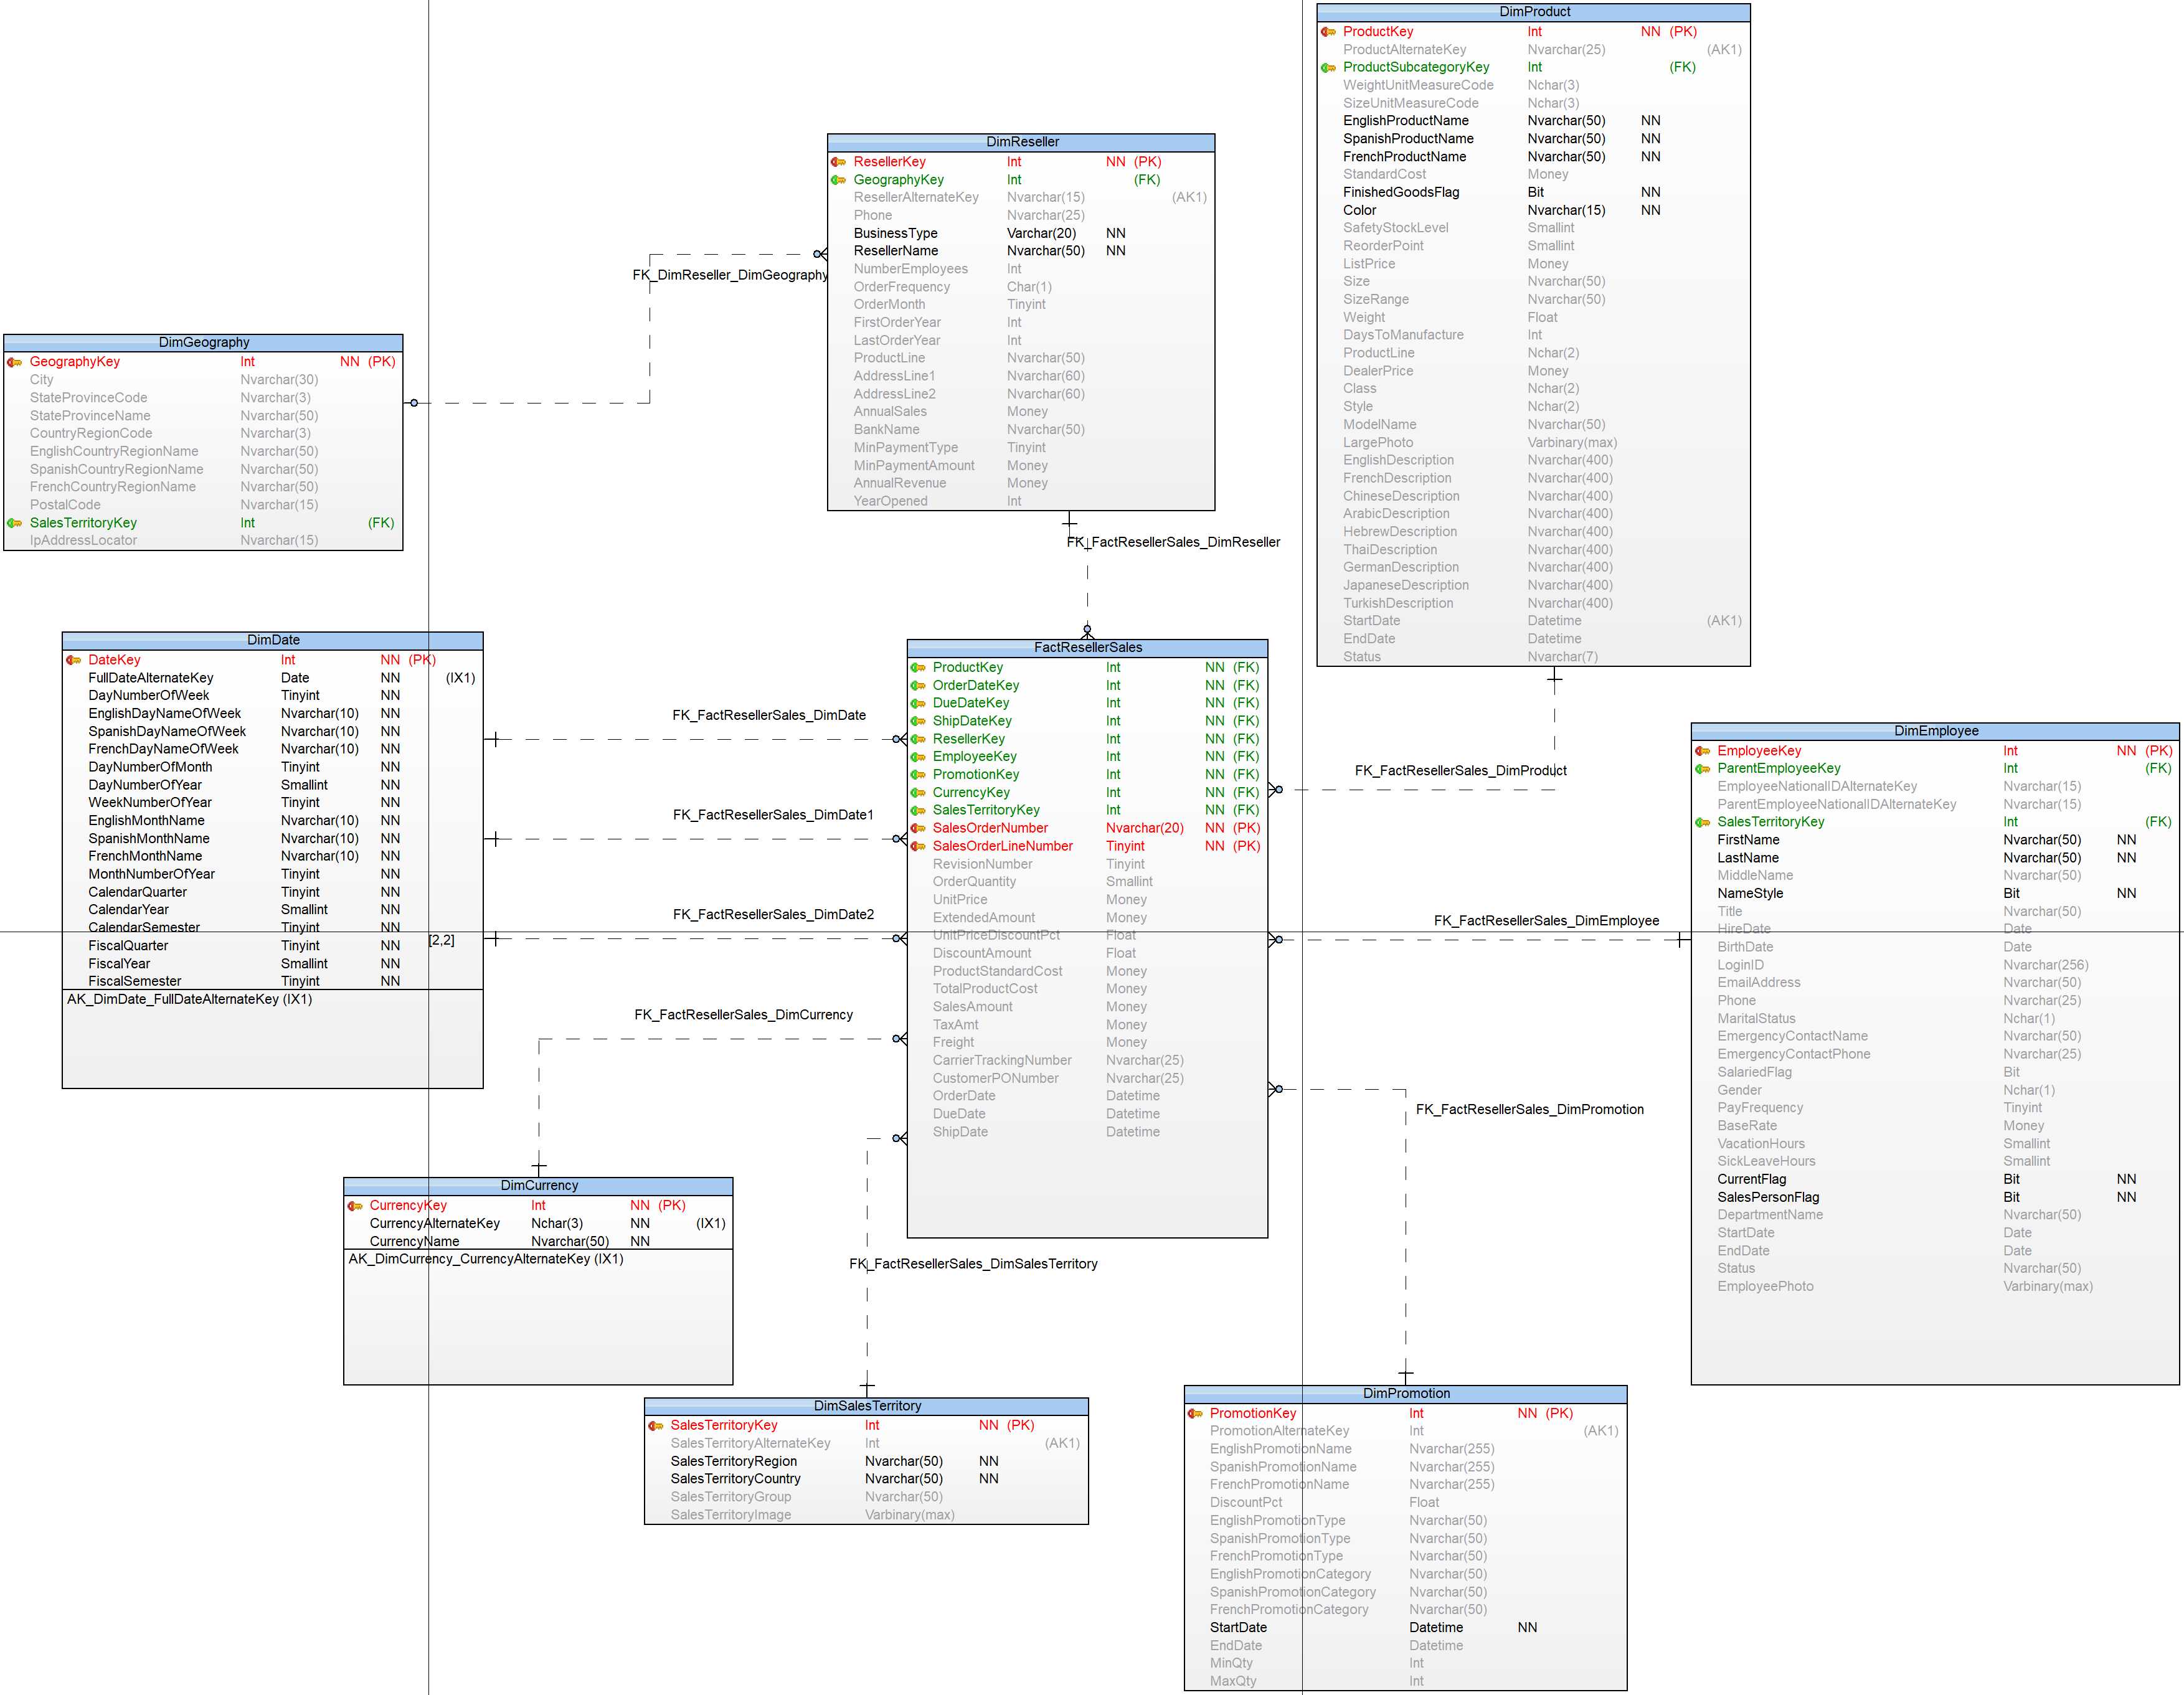 DimProduct
ProductKey Int NN (PK)
ProductAlternateKey Nvarchar(25) (AK1)
ProductSubcategoryKey Int (FK)
WeightUnitMeasureCode Nchar(3)
SizeUnitMeasureCode Nchar(3)
EnglishProductName Nvarchar(50) NN
SpanishProductName Nvarchar(50) NN
FrenchProductName Nvarchar(50) NN
StandardCost Money
FinishedGoodsFlag Bit NN
Color Nvarchar(15) NN
SafetyStockLevel Smallint
ReorderPoint Smallint
ListPrice Money
Size Nvarchar(50)
SizeRange Nvarchar(50)
Weight Float
DaysToManufacture Int
ProductLine Nchar(2)
DealerPrice Money
Class Nchar(2)
Style Nchar(2)
ModelName Nvarchar(50)
LargePhoto Varbinary(max)
EnglishDescription Nvarchar(400)
FrenchDescription Nvarchar(400)
ChineseDescription Nvarchar(400)
ArabicDescription Nvarchar(400)
HebrewDescription Nvarchar(400)
ThaiDescription Nvarchar(400)
GermanDescription Nvarchar(400)
JapaneseDescription Nvarchar(400)
TurkishDescription Nvarchar(400)
StartDate Datetime (AK1)
EndDate Datetime
Status Nvarchar(7)
DimReseller
ResellerKey Int NN (PK)
GeographyKey Int (FK)
ResellerAlternateKey Nvarchar(15) (AK1)
Phone Nvarchar(25)
BusinessType Varchar(20) NN
ResellerName Nvarchar(50) NN
NumberEmployees Int
OrderFrequency Char(1)
OrderMonth Tinyint
FirstOrderYear Int
LastOrderYear Int
ProductLine Nvarchar(50)
AddressLine1 Nvarchar(60)
AddressLine2 Nvarchar(60)
AnnualSales Money
BankName Nvarchar(50)
MinPaymentType Tinyint
MinPaymentAmount Money
AnnualRevenue Money
YearOpened Int
FK_DimReseller_DimGeography
DimGeography
GeographyKey Int NN (PK)
City Nvarchar(30)
StateProvinceCode Nvarchar(3)
StateProvinceName Nvarchar(50)
CountryRegionCode Nvarchar(3)
EnglishCountryRegionName Nvarchar(50)
SpanishCountryRegionName Nvarchar(50)
FrenchCountryRegionName Nvarchar(50)
PostalCode Nvarchar(15)
SalesTerritoryKey Int (FK)
IpAddressLocator Nvarchar(15)
FK_FactResellerSales_DimReseller
DimDate
DateKey Int NN (PK)
FullDateAlternateKey Date NN (IX1)
DayNumberOfWeek Tinyint NN
EnglishDayNameOfWeek Nvarchar(10) NN
SpanishDayNameOfWeek Nvarchar(10) NN
FrenchDayNameOfWeek Nvarchar(10) NN
DayNumberOfMonth Tinyint NN
DayNumberOfYear Smallint NN
WeekNumberOfYear Tinyint NN
EnglishMonthName Nvarchar(10) NN
SpanishMonthName Nvarchar(10) NN
FrenchMonthName Nvarchar(10) NN
MonthNumberOfYear Tinyint NN
CalendarQuarter Tinyint NN
CalendarYear Smallint NN
CalendarSemester Tinyint NN
FiscalQuarter Tinyint NN
FiscalYear Smallint NN
FiscalSemester Tinyint NN
AK_DimDate_FullDateAlternateKey (IX1)
[2,2]
FK_FactResellerSales_DimDate
FK_FactResellerSales_DimDate1
FK_FactResellerSales_DimDate2
FK_FactResellerSales_DimCurrency
FactResellerSales
ProductKey Int NN (FK)
OrderDateKey Int NN (FK)
DueDateKey Int NN (FK)
ShipDateKey Int NN (FK)
ResellerKey Int NN (FK)
EmployeeKey Int NN (FK)
PromotionKey Int NN (FK)
CurrencyKey Int NN (FK)
SalesTerritoryKey Int NN (FK)
SalesOrderNumber Nvarchar(20) NN (PK)
SalesOrderLineNumber Tinyint NN (PK)
RevisionNumber Tinyint
OrderQuantity Smallint
UnitPrice Money
ExtendedAmount Money
UnitPriceDiscountPct Float
DiscountAmount Float
ProductStandardCost Money
TotalProductCost Money
SalesAmount Money
TaxAmt Money
Freight Money
CarrierTrackingNumber Nvarchar(25)
CustomerPONumber Nvarchar(25)
OrderDate Datetime
DueDate Datetime
ShipDate Datetime
FK_FactResellerSales_DimProduct
FK_FactResellerSales_DimEmployee
FK_FactResellerSales_DimPromotion
DimEmployee
EmployeeKey Int NN (PK)
ParentEmployeeKey Int (FK)
EmployeeNationalIDAlternateKey Nvarchar(15)
ParentEmployeeNationalIDAlternateKey Nvarchar(15)
SalesTerritoryKey Int (FK)
FirstName Nvarchar(50) NN
LastName Nvarchar(50) NN
MiddleName Nvarchar(50)
NameStyle Bit NN
Title Nvarchar(50)
HireDate Date
BirthDate Date
LoginID Nvarchar(256)
EmailAddress Nvarchar(50)
Phone Nvarchar(25)
MaritalStatus Nchar(1)
EmergencyContactName Nvarchar(50)
EmergencyContactPhone Nvarchar(25)
SalariedFlag Bit
Gender Nchar(1)
PayFrequency Tinyint
BaseRate Money
VacationHours Smallint
SickLeaveHours Smallint
CurrentFlag Bit NN
SalesPersonFlag Bit NN
DepartmentName Nvarchar(50)
StartDate Date
EndDate Date
Status Nvarchar(50)
EmployeePhoto Varbinary(max)
DimCurrency
CurrencyKey Int NN (PK)
CurrencyAlternateKey Nchar(3) NN (IX1)
CurrencyName Nvarchar(50) NN
AK_DimCurrency_CurrencyAlternateKey (IX1)
FK_FactResellerSales_DimSalesTerritory
DimSalesTerritory
SalesTerritoryKey Int NN (PK)
SalesTerritoryAlternateKey Int (AK1)
SalesTerritoryRegion Nvarchar(50) NN
SalesTerritoryCountry Nvarchar(50) NN
SalesTerritoryGroup Nvarchar(50)
SalesTerritoryImage Varbinary(max)
DimPromotion
PromotionKey Int NN (PK)
PromotionAlternateKey Int (AK1)
EnglishPromotionName Nvarchar(255)
SpanishPromotionName Nvarchar(255)
FrenchPromotionName Nvarchar(255)
DiscountPct Float
EnglishPromotionType Nvarchar(50)
SpanishPromotionType Nvarchar(50)
FrenchPromotionType Nvarchar(50)
EnglishPromotionCategory Nvarchar(50)
SpanishPromotionCategory Nvarchar(50)
FrenchPromotionCategory Nvarchar(50)
StartDate Datetime NN
EndDate Datetime
MinQty Int
MaxQty Int